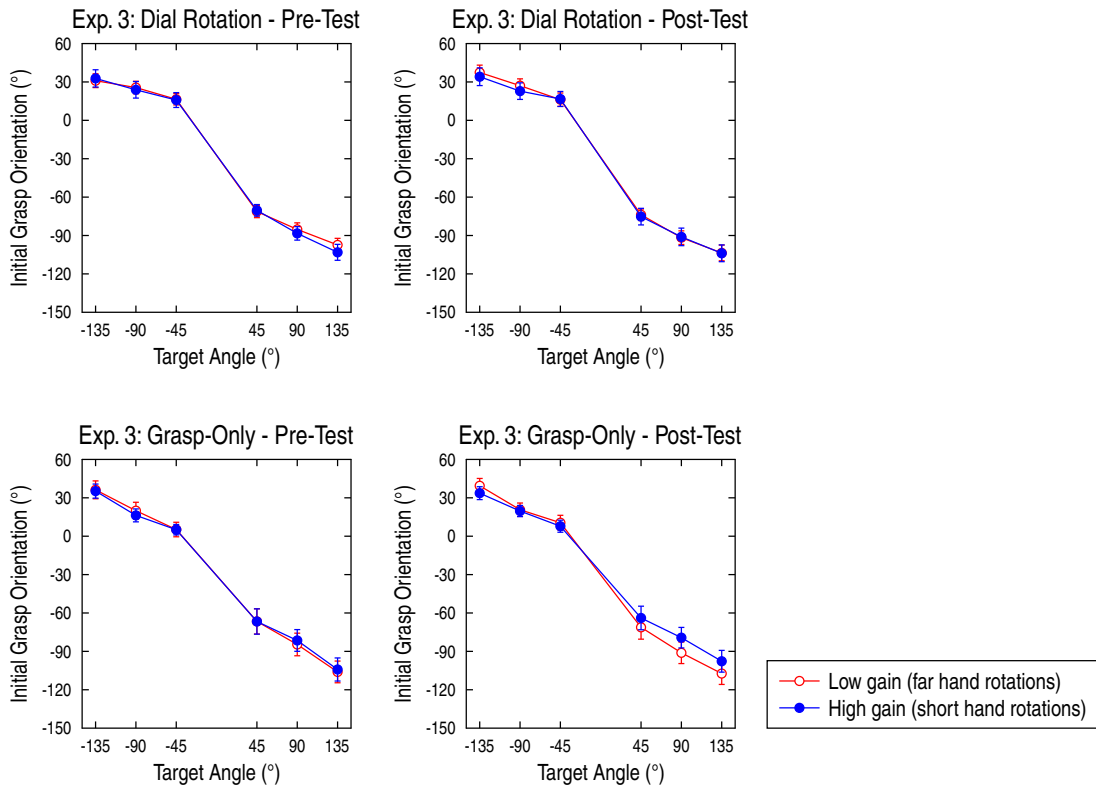 Exp. 3: Dial Rotation - Pre-Test
60
30
0
-30
-60
-90
-120
-150
Initial Grasp Orientation (°)
-135 -90 -45 45 90 135
Target Angle (°)
Exp. 3: Dial Rotation - Post-Test
60
30
0
-30
-60
-90
-120
-150
Initial Grasp Orientation (°)
-135 -90 -45 45 90 135
Target Angle (°)
Exp. 3: Grasp-Only - Pre-Test
60
30
0
-30
-60
-90
-120
-150
Initial Grasp Orientation (°)
-135 -90 -45 45 90 135
Target Angle (°)
Exp. 3: Grasp-Only - Post-Test
60
30
0
-30
-60
-90
-120
-150
Initial Grasp Orientation (°)
-135 -90 -45 45 90 135
Target Angle (°)
Low gain (far hand rotations)
High gain (short hand rotations)